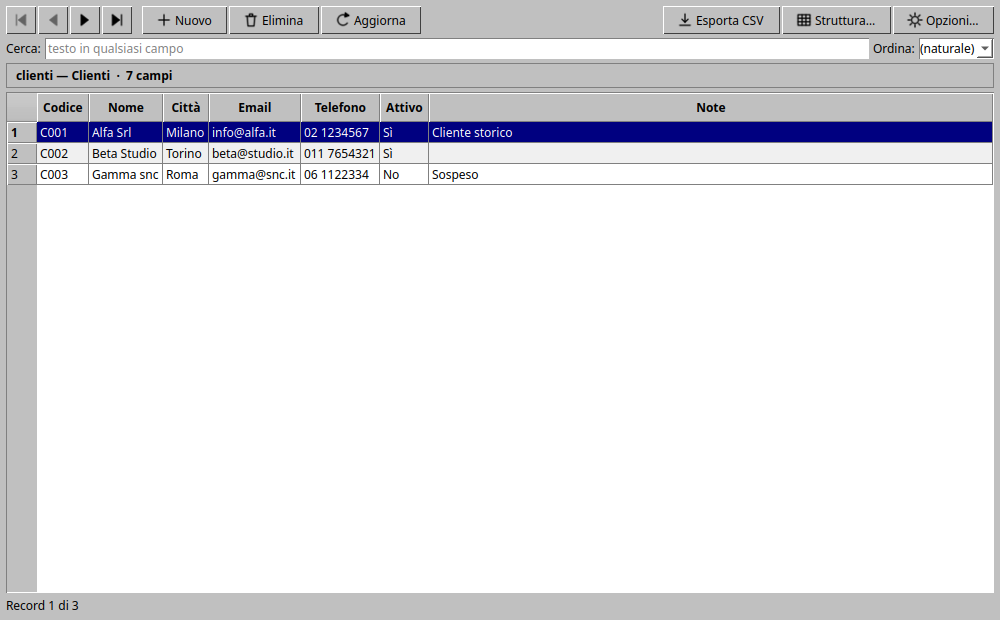 Nuovo Elimina Aggiorna Esporta CSV Struttura... Opzioni...
Cerca: testo in qualsiasi campo Ordina: (naturale)
clienti — Clienti · 7 campi
Codice Nome Città Email Telefono Attivo Note
1 C001 Alfa Srl Milano info@alfa.it 02 1234567 Sì Cliente storico
2 C002 Beta Studio Torino beta@studio.it 011 7654321 Sì
3 C003 Gamma snc Roma gamma@snc.it 06 1122334 No Sospeso
Record 1 di 3